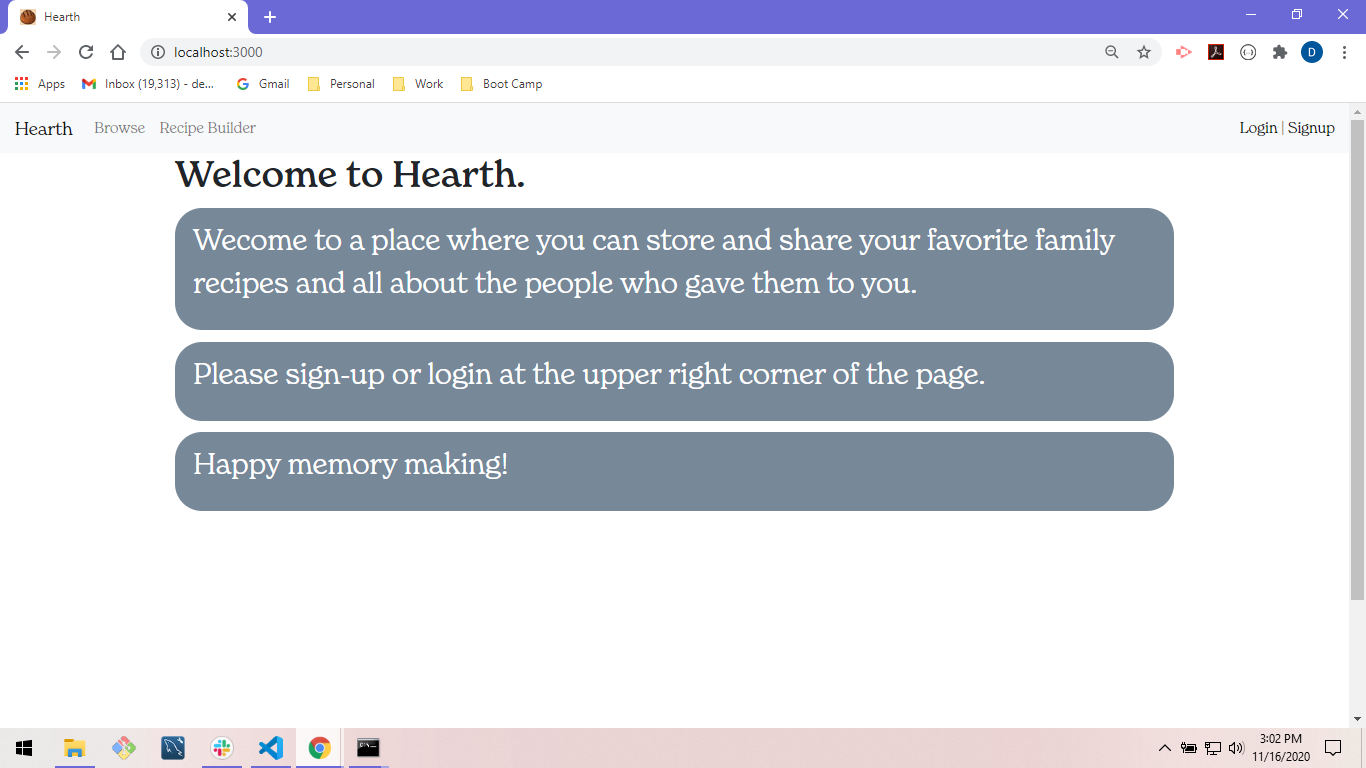 Hearth
localhost:3000
D
Apps
Inbox (19,313) - de...
Gmail
Personal
Work
Boot Camp
Hearth Browse Recipe Builder Login | Signup
Welcome to Hearth.
Wecome to a place where you can store and share your favorite family
recipes and all about the people who gave them to you.
Please sign-up or login at the upper right corner of the page.
Happy memory making!
3:02 PM
11/16/2020